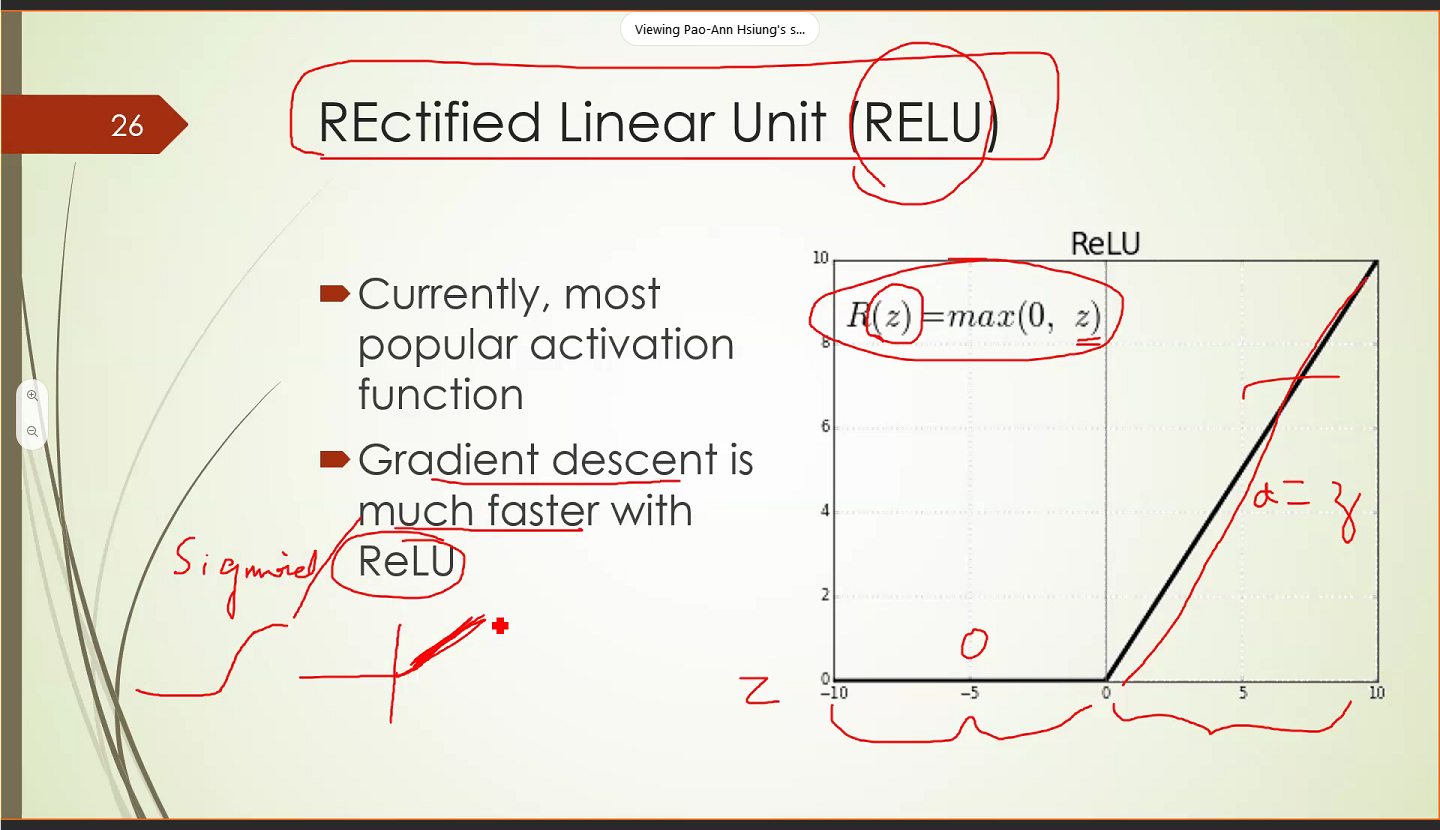 Viewing Pao-Ann Hsiung's s...
26
REctified Linear Unit (RELU)
Currently, most
popular activation
function
Gradient descent is
much faster with
ReLU
Sigmoid
ReLU
R(z)=max(0, z)
10
8
6
4
2
0
-10
-5
0
5
10
0
a = z
z